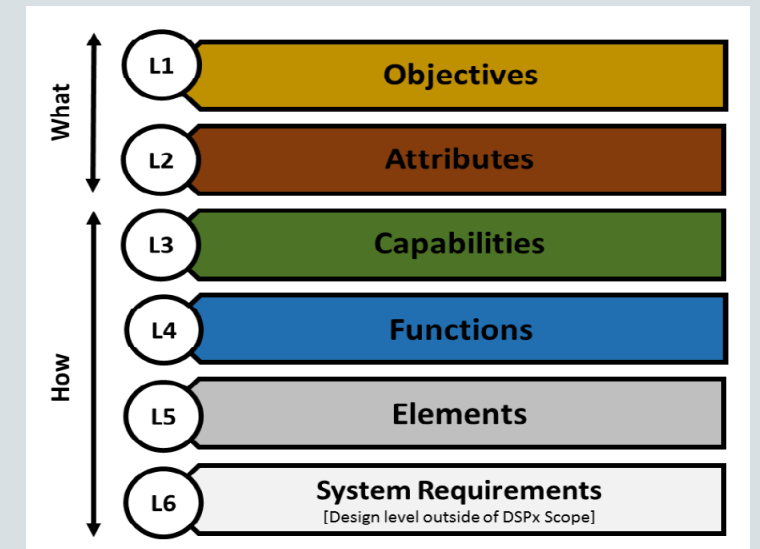 What
L1
Objectives
L2
Attributes
How
L3
Capabilities
L4
Functions
L5
Elements
L6
System Requirements
[Design level outside of DSPx Scope]